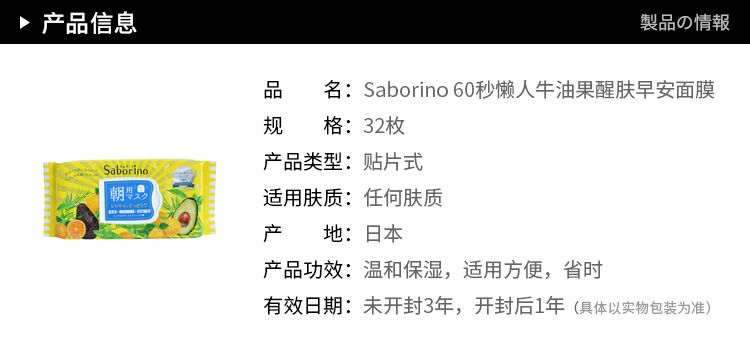 产品信息
製品の情報
品 名：Saborino 60秒懒人牛油果醒肤早安面膜
规 格：32枚
产品类型：贴片式
适用肤质：任何肤质
产 地：日本
产品功效：温和保湿，适用方便，省时
有效日期：未开封3年，开封后1年（具体以实物包装为准）
Saborino
朝用
マスク